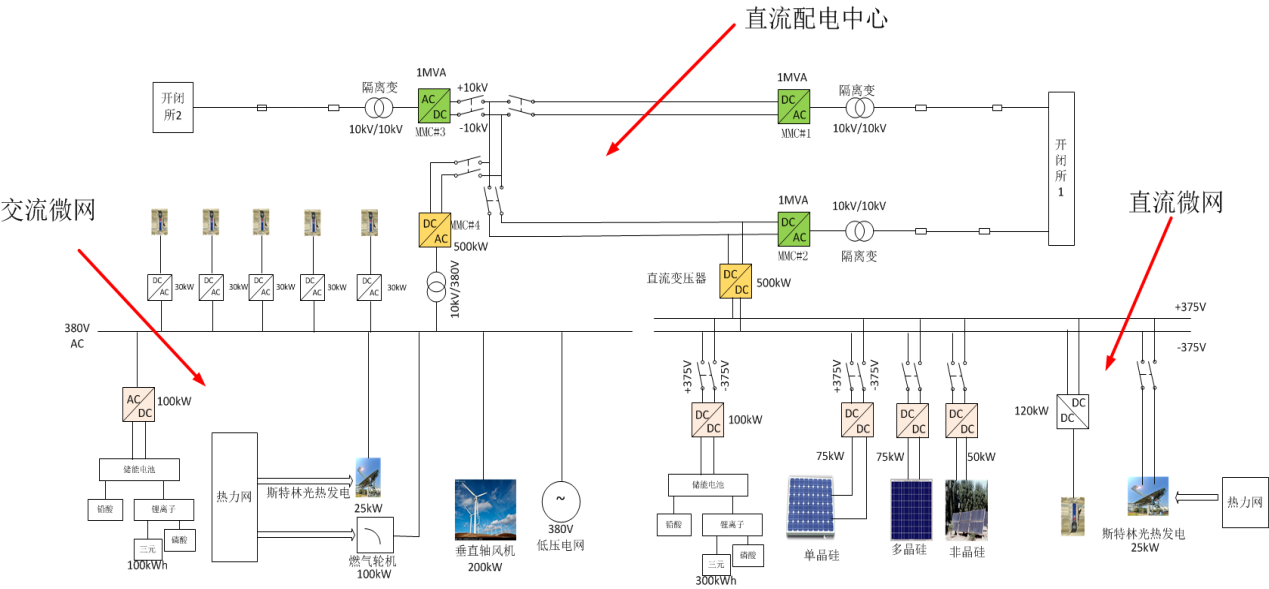 直流配电中心
1MVA
1MVA
隔离变
+10kV
隔离变
开闭
所2
AC
DC
DC
AC
10kV/10kV
-10kV
MMC#3
MMC#1
10kV/10kV
开
闭
所
1
交流微网
直流微网
1MVA
10kV/10kV
DC
AC
MMC#4
500kW
DC
AC
MMC#2
隔离变
10kV/380V
直流变压器
DC
DC
500kW
DC
AC
30kW
DC
AC
30kW
DC
AC
30kW
DC
AC
30kW
DC
AC
30kW
380V
AC
+375V
-375V
+375V
-375V
+375V
-375V
AC
DC
100kW
DC
DC
100kW
DC
DC
75kW
DC
DC
75kW
DC
DC
50kW
120kW
DC
DC
储能电池
铅酸
锂离子
三元
磷酸
100kWh
热力网
斯特林光热发电
25kW
燃气轮机
100kW
垂直轴风机
200kW
~
380V
低压电网
储能电池
铅酸
锂离子
三元
磷酸
300kWh
单晶硅
多晶硅
非晶硅
斯特林光热发电
25kW
热力网